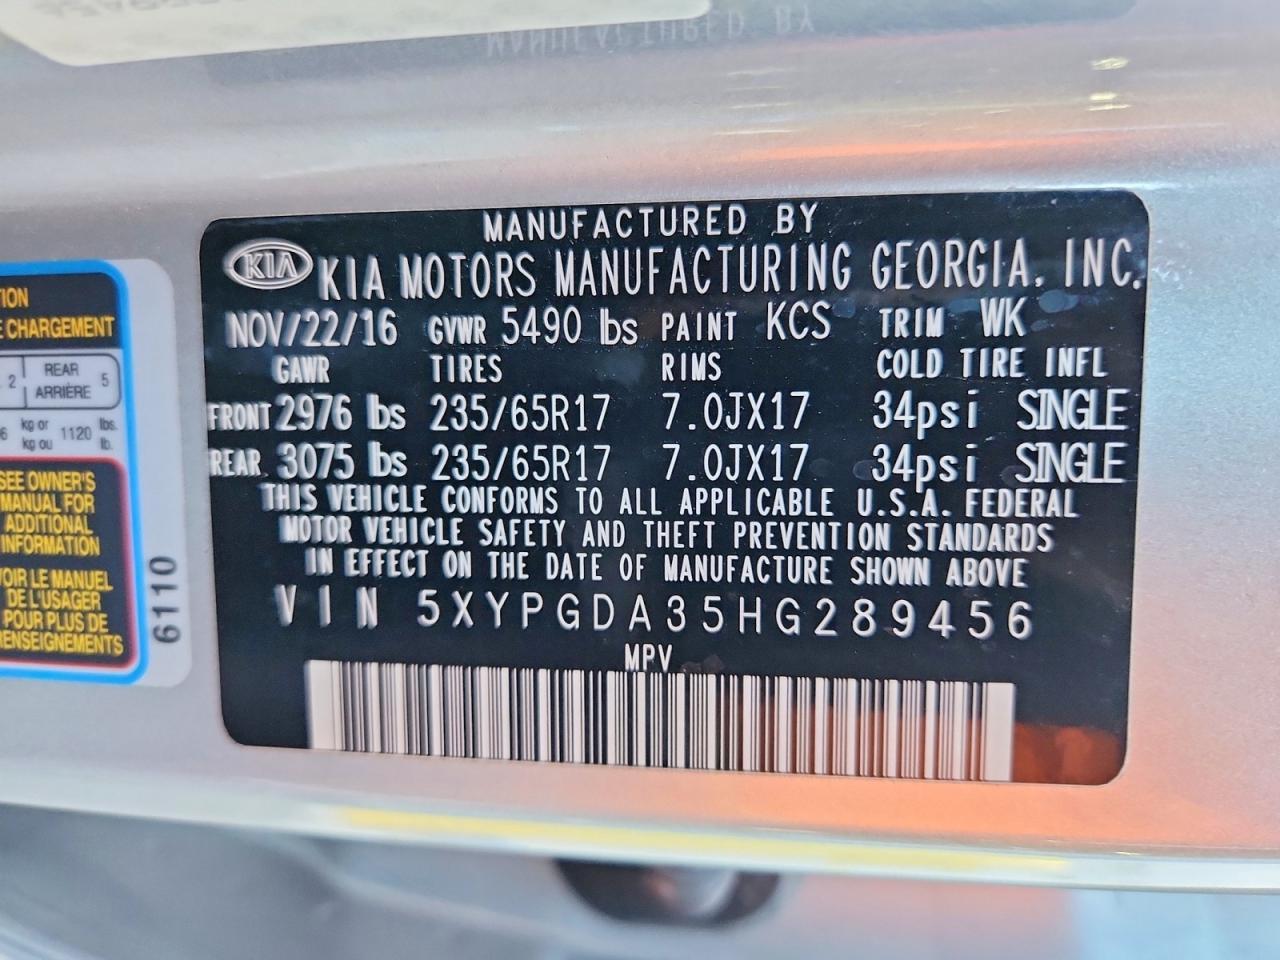 MANUFACTURED BY
MANUFACTURED BY
KIA KIA MOTORS MANUFACTURING GEORGIA, INC.
NOV/22/16 GVWR 5490 lbs PAINT KCS TRIM WK
GAWR TIRES RIMS COLD TIRE INFL
FRONT 2976 lbs 235/65R17 7.0JX17 34psi SINGLE
REAR 3075 lbs 235/65R17 7.0JX17 34psi SINGLE
THIS VEHICLE CONFORMS TO ALL APPLICABLE U.S.A. FEDERAL
MOTOR VEHICLE SAFETY AND THEFT PREVENTION STANDARDS
IN EFFECT ON THE DATE OF MANUFACTURE SHOWN ABOVE
VIN 5XYPGDA35HG289456
MPV
TION
E CHARGEMENT
2 REAR 5
ARRIÈRE
6 kg or 1120 lbs.
kg ou lb.
SEE OWNER'S
MANUAL FOR
ADDITIONAL
INFORMATION
VOIR LE MANUEL
DE L'USAGER
POUR PLUS DE
RENSEIGNEMENTS
6110